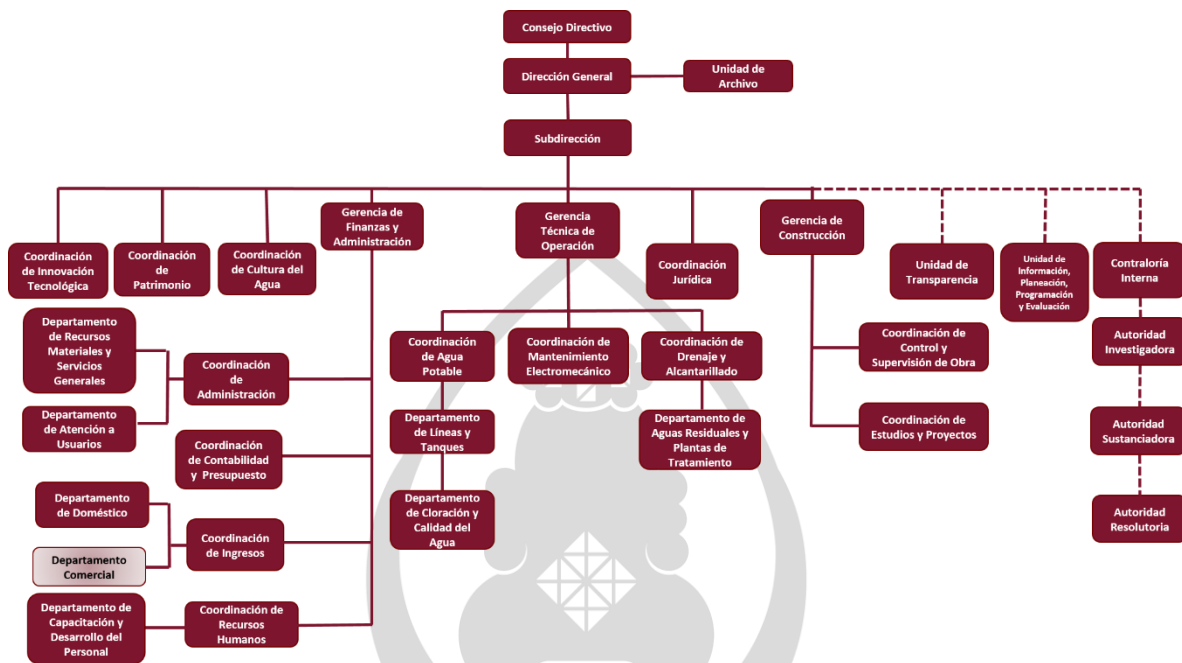 Consejo Directivo
Dirección General
Unidad de
Archivo
Subdirección
Coordinación
de Innovación
Tecnológica
Coordinación
de
Patrimonio
Coordinación
de Cultura del
Agua
Gerencia de
Finanzas y
Administración
Gerencia
Técnica de
Operación
Coordinación
Jurídica
Gerencia de
Construcción
Unidad de
Transparencia
Unidad de
Información,
Planeación,
Programación
y Evaluación
Contraloría
Interna
Departamento
de Recursos
Materiales y
Servicios
Generales
Departamento
de Atención a
Usuarios
Coordinación
de
Administración
Coordinación
de Contabilidad
y Presupuesto
Departamento
de Doméstico
Departamento
Comercial
Coordinación
de Ingresos
Departamento de
Capacitación y
Desarrollo del
Personal
Coordinación de
Recursos
Humanos
Coordinación
de Agua
Potable
Departamento
de Líneas y
Tanques
Departamento
de Cloración y
Calidad del
Agua
Coordinación de
Mantenimiento
Electromecánico
Coordinación de
Drenaje y
Alcantarillado
Departamento de
Aguas Residuales y
Plantas de
Tratamiento
Coordinación de
Control y
Supervisión de Obra
Coordinación de
Estudios y Proyectos
Autoridad
Investigadora
Autoridad
Sustanciadora
Autoridad
Resolutoria